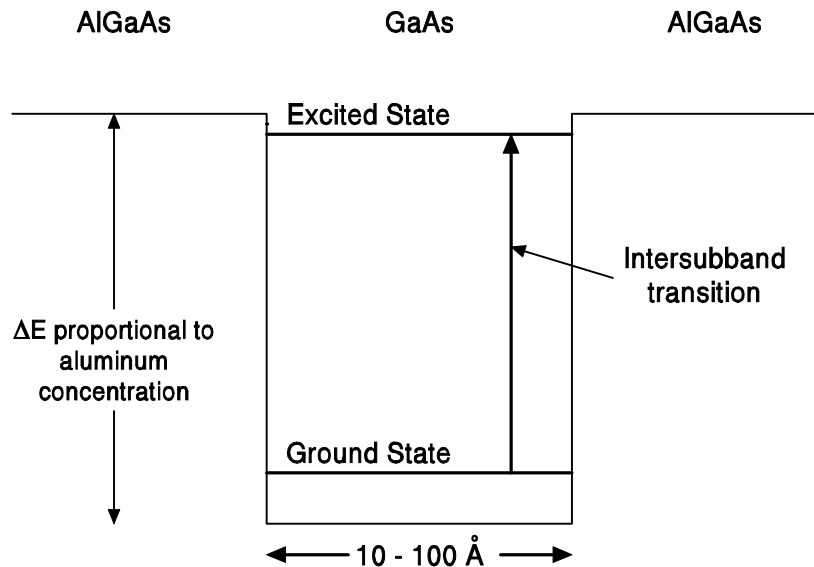 AlGaAs GaAs AlGaAs
Excited State
Intersubband
transition
ΔE proportional to
aluminum
concentration
Ground State
10 - 100 Å